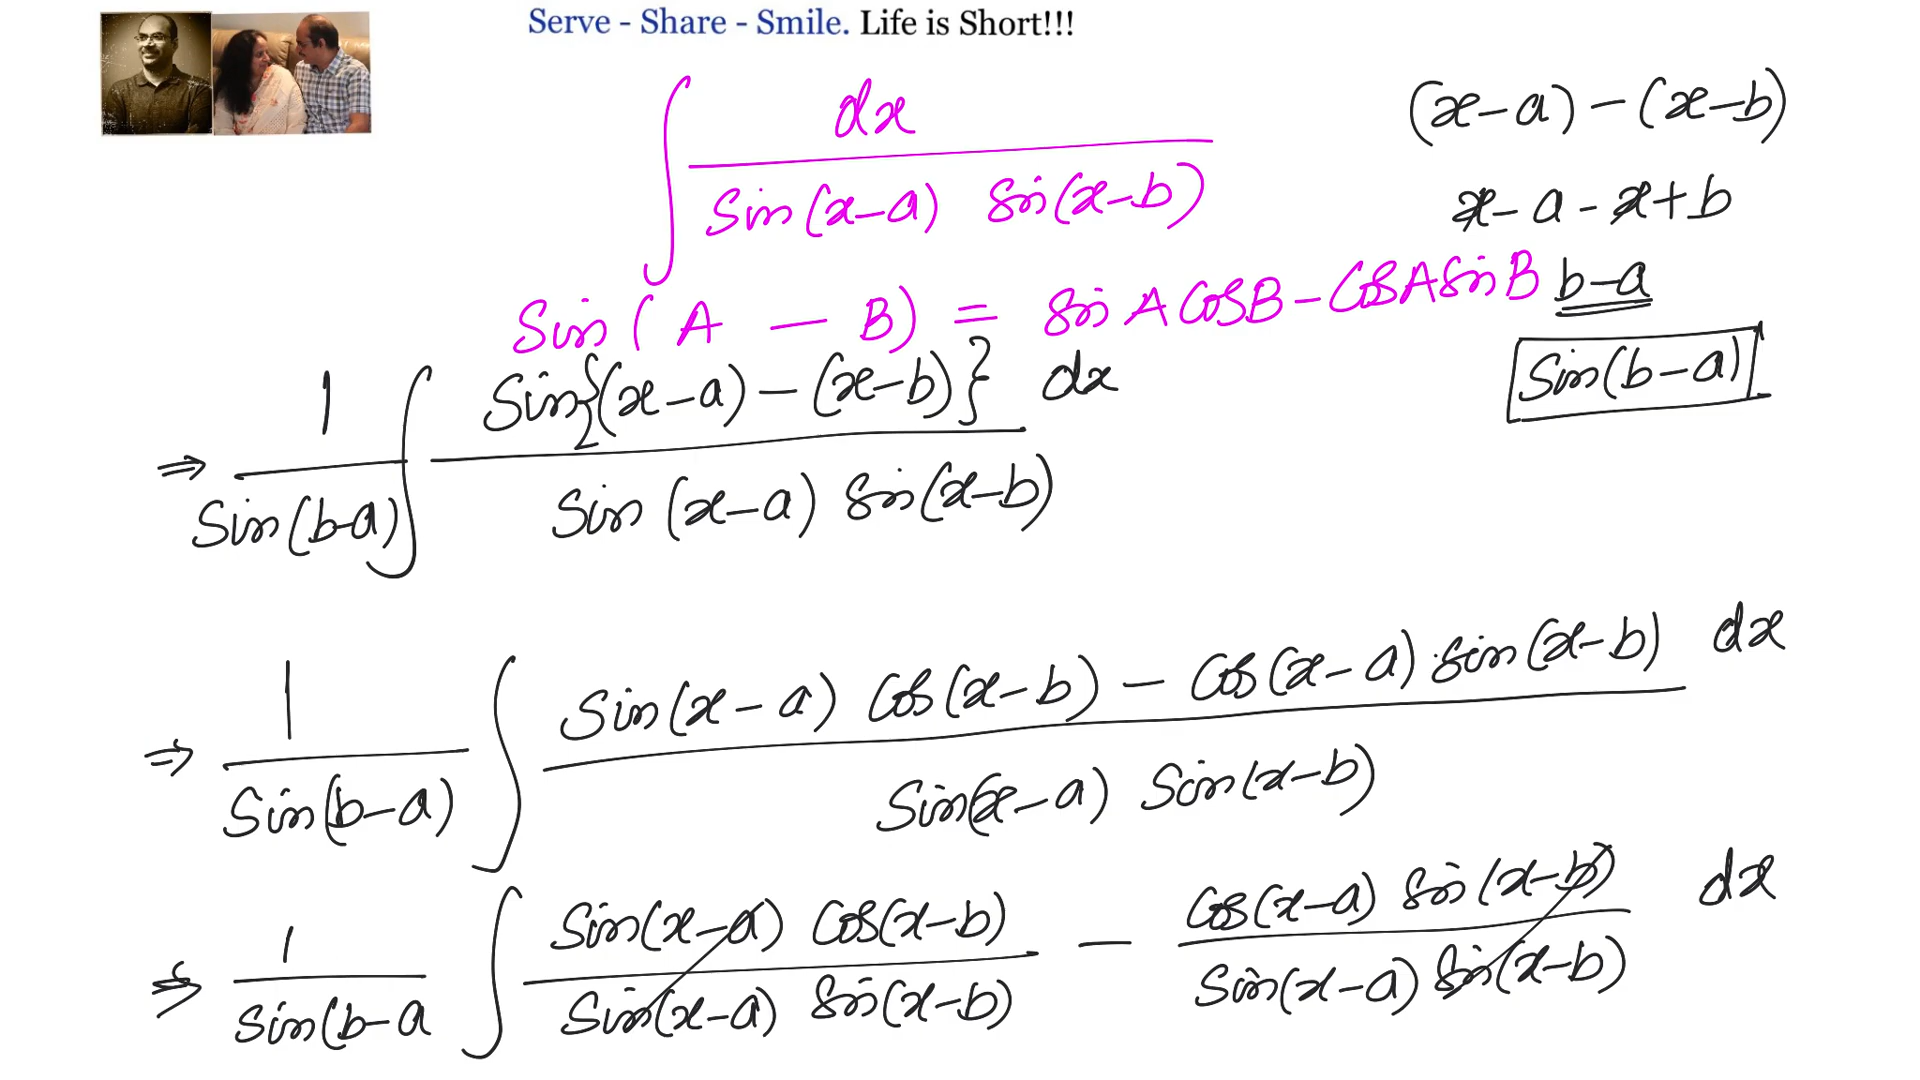 Serve - Share - Smile. Life is Short!!!
∫ dx / Sin(x-a) Sin(x-b)
(x-a) - (x-b)
x - a - x + b
b-a
Sin(b-a)
Sin(A - B) = Sin A Cos B - Cos A Sin B
⇒ 1/Sin(b-a) ∫ Sin{(x-a) - (x-b)} / Sin(x-a) Sin(x-b) dx
⇒ 1/Sin(b-a) ∫ Sin(x-a) Cos(x-b) - Cos(x-a) Sin(x-b) / Sin(x-a) Sin(x-b) dx
⇒ 1/Sin(b-a ∫ Sin(x-a) Cos(x-b) / Sin(x-a) Sin(x-b) - Cos(x-a) Sin(x-b) / Sin(x-a) Sin(x-b) dx